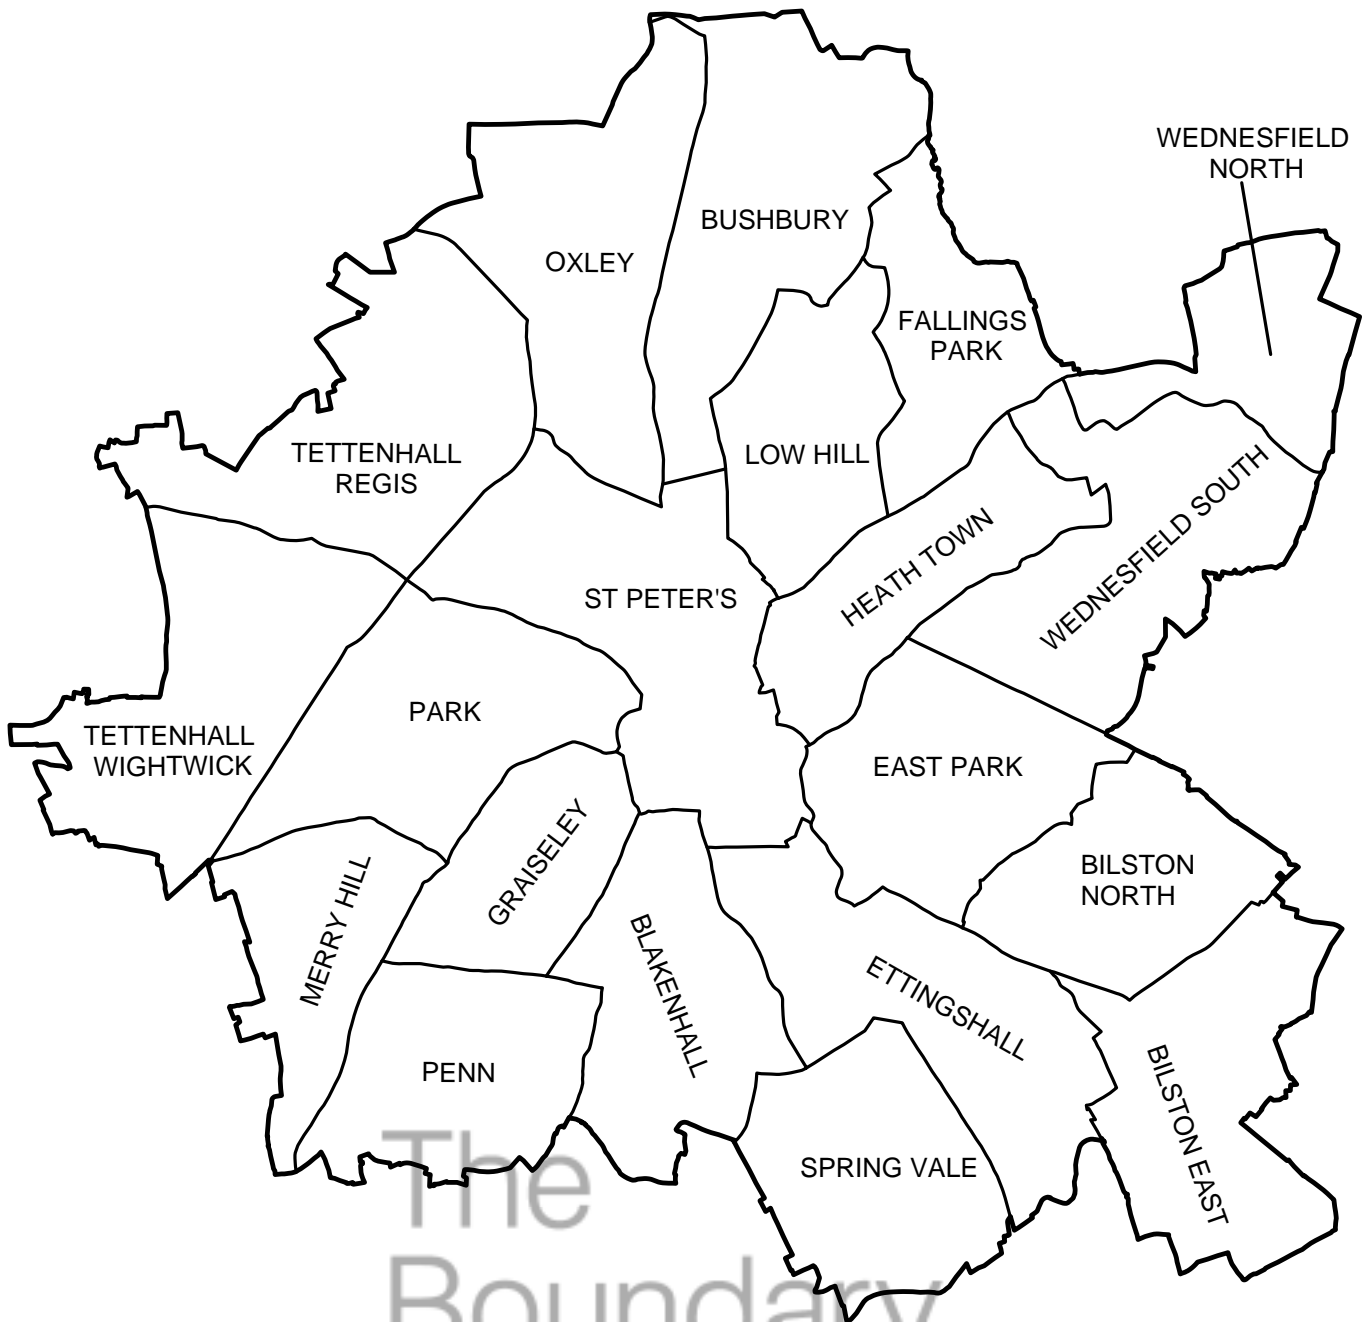 WEDNESFIELD
NORTH
BUSHBURY
OXLEY
FALLINGS
PARK
TETTENHALL
REGIS
LOW HILL
WEDNESFIELD SOUTH
HEATH TOWN
ST PETER'S
PARK
TETTENHALL
WIGHTWICK
EAST PARK
GRAISELEY
BILSTON
NORTH
MERRY HILL
BLAKENHALL
ETTINGSHALL
PENN
BILSTON EAST
SPRING VALE
The
Boundary